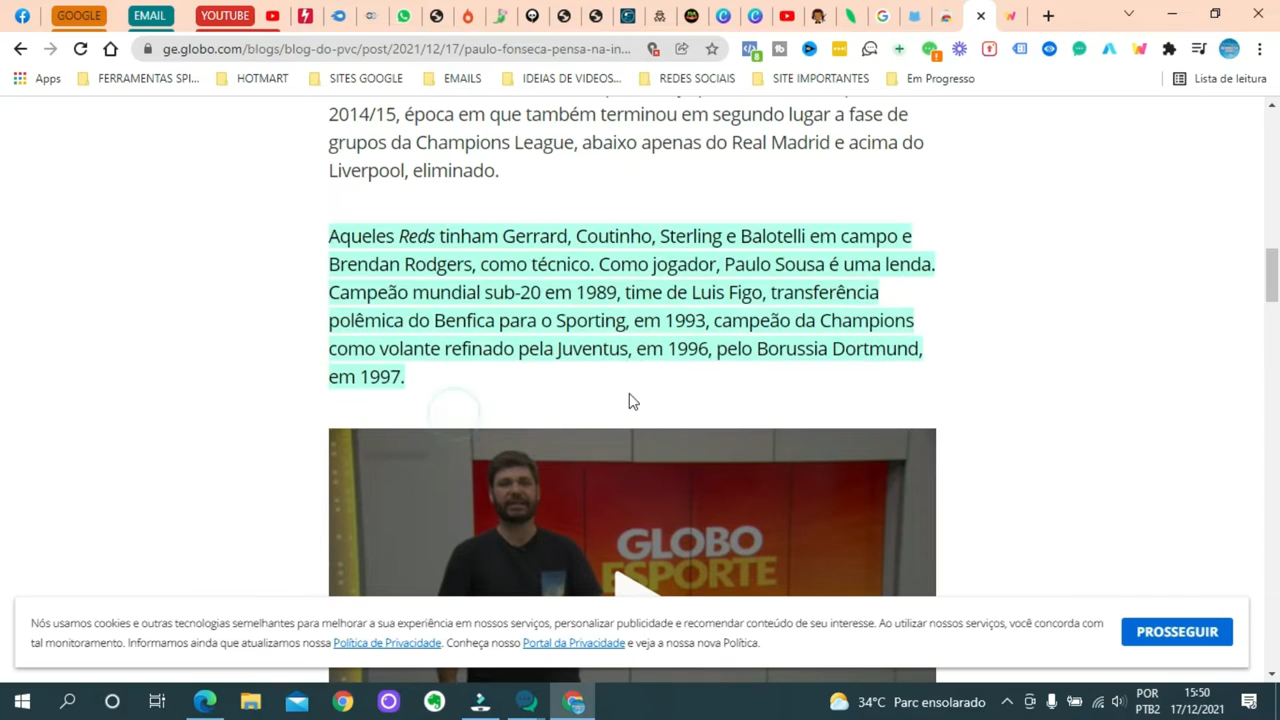 GOOGLE
EMAIL
YOUTUBE
ge.globo.com/blogs/blog-do-pvc/post/2021/12/17/paulo-fonseca-pensa-na-in...
Apps
FERRAMENTAS SPI...
HOTMART
SITES GOOGLE
EMAILS
IDEIAS DE VIDEOS...
REDES SOCIAIS
SITE IMPORTANTES
Em Progresso
Lista de leitura
2014/15, época em que também terminou em segundo lugar a fase de
grupos da Champions League, abaixo apenas do Real Madrid e acima do
Liverpool, eliminado.
Aqueles Reds tinham Gerrard, Coutinho, Sterling e Balotelli em campo e
Brendan Rodgers, como técnico. Como jogador, Paulo Sousa é uma lenda.
Campeão mundial sub-20 em 1989, time de Luis Figo, transferência
polêmica do Benfica para o Sporting, em 1993, campeão da Champions
como volante refinado pela Juventus, em 1996, pelo Borussia Dortmund,
em 1997.
GLOBO
ESPORTE
Nós usamos cookies e outras tecnologias semelhantes para melhorar a sua experiência em nossos serviços, personalizar publicidade e recomendar conteúdo de seu interesse. Ao utilizar nossos serviços, você concorda com
tal monitoramento. Informamos ainda que atualizamos nossa Política de Privacidade. Conheça nosso Portal da Privacidade e veja a nossa nova Política.
PROSSEGUIR
34°C Parc ensolarado
POR
PTB2
15:50
17/12/2021